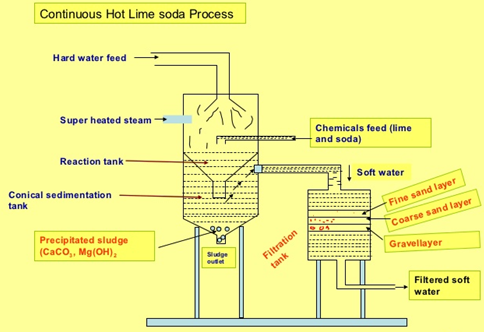 Continuous Hot Lime soda Process
Hard water feed
Super heated steam
Chemicals feed (lime
and soda)
Reaction tank
Soft water
Fine sand layer
Conical sedimentation
tank
Coarse sand layer
Precipitated sludge
(CaCO3, Mg(OH)2
Sludge
outlet
Filtration
tank
Gravellayer
Filtered soft
water